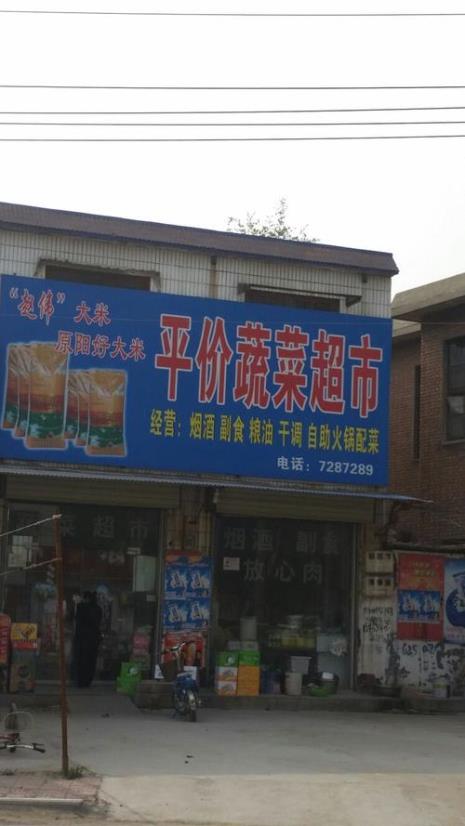 “起伟”大米
原阳好大米
平价蔬菜超市
经营：烟酒 副食 粮油 干调 自助火锅配菜
电话：7287289
菜超市
烟酒 副食
放心肉